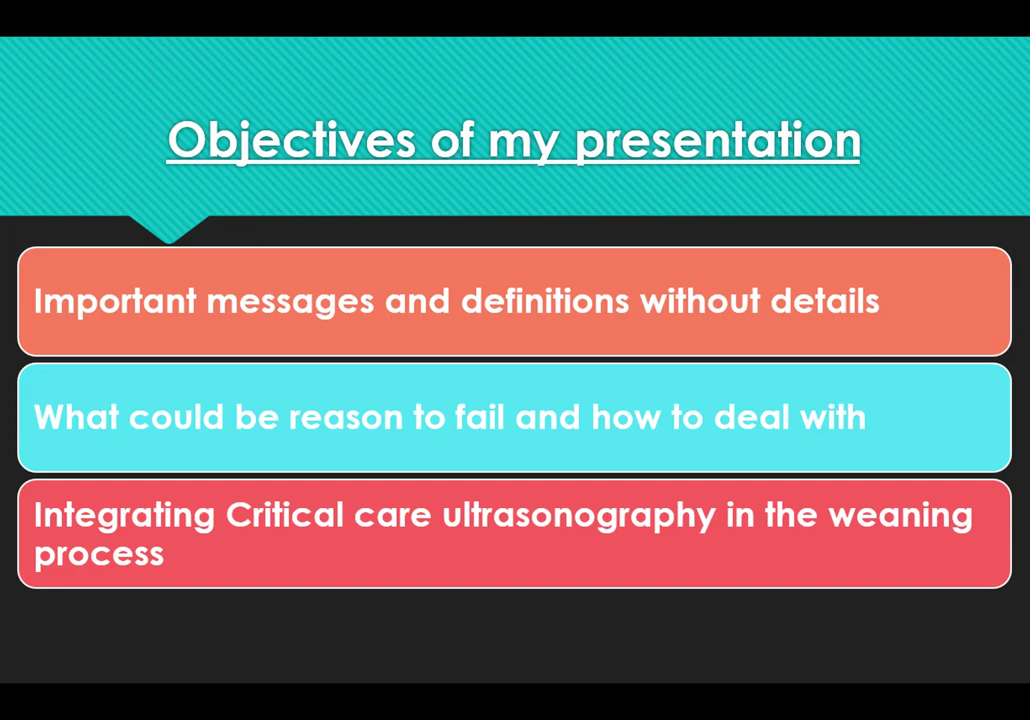 Objectives of my presentation
Important messages and definitions without details
What could be reason to fail and how to deal with
Integrating Critical care ultrasonography in the weaning
process